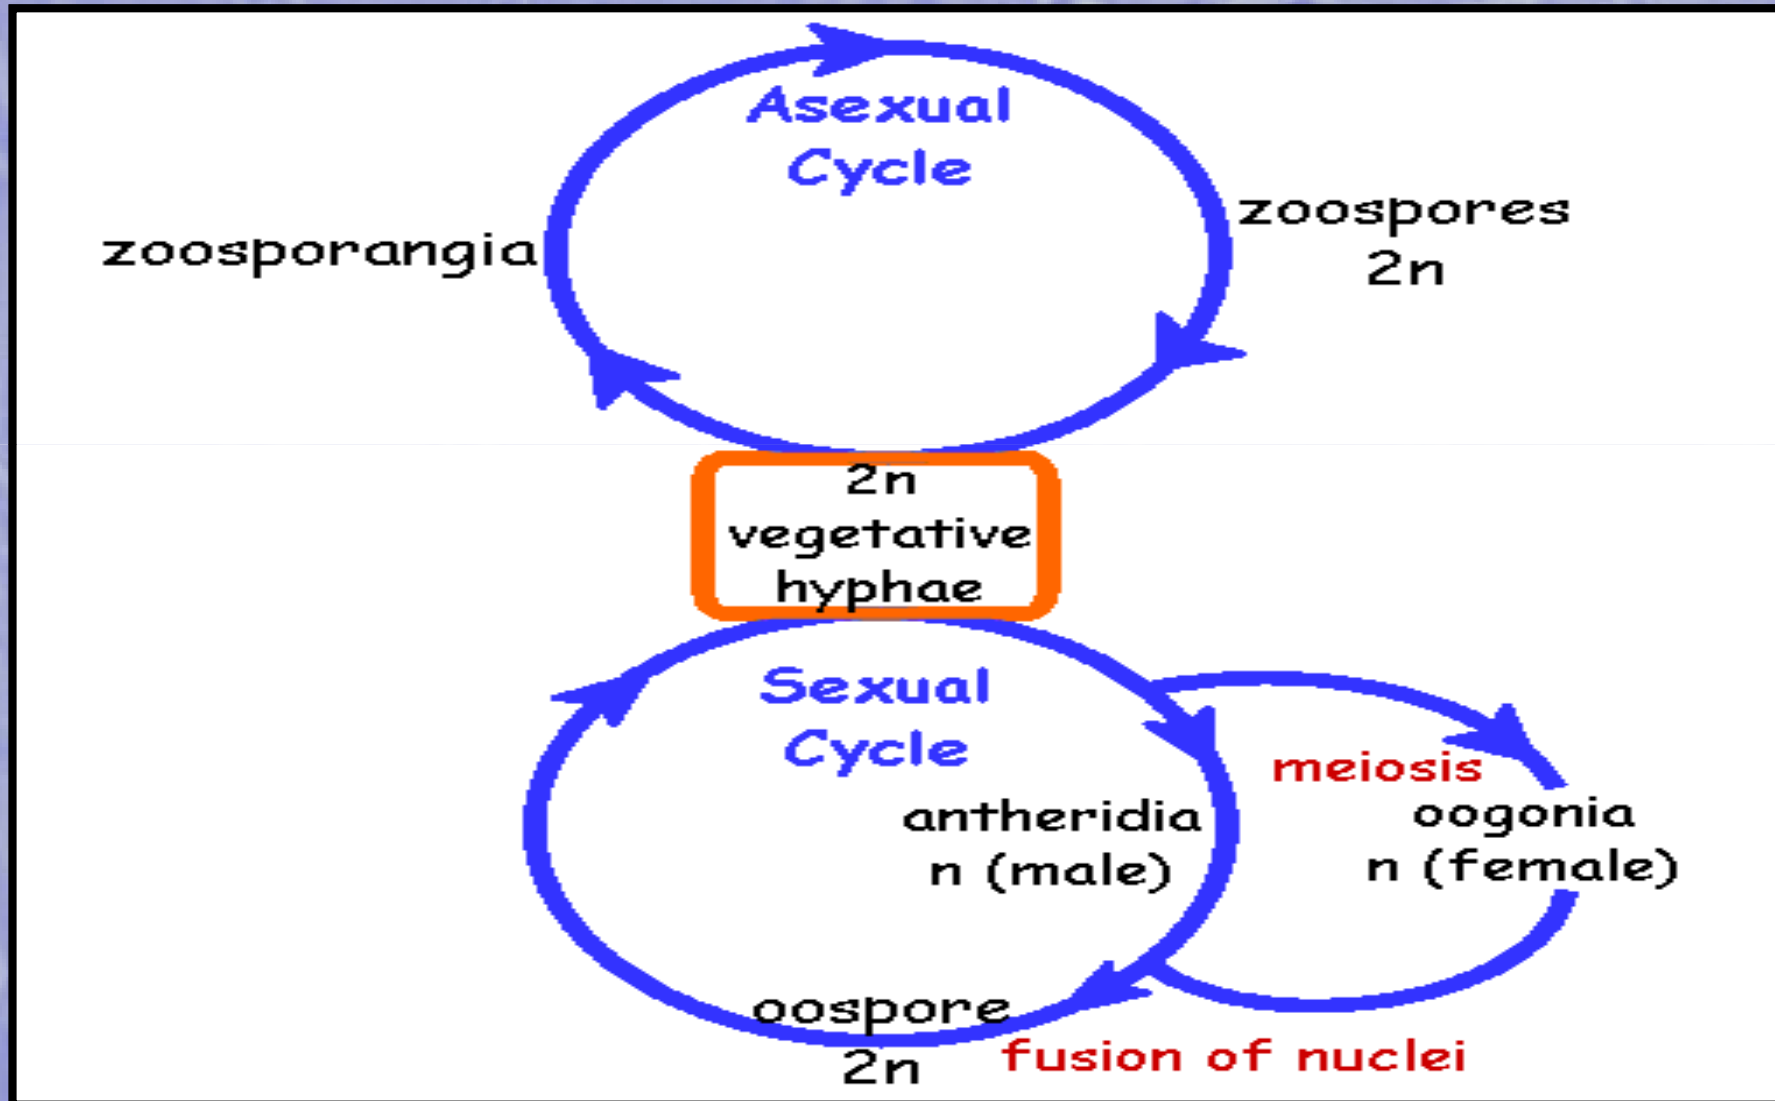 Asexual
Cycle
zoosporangia
zoospores
2n
2n
vegetative
hyphae
Sexual
Cycle
meiosis
antheridia
n (male)
oogonia
n (female)
oospore
2n
fusion of nuclei